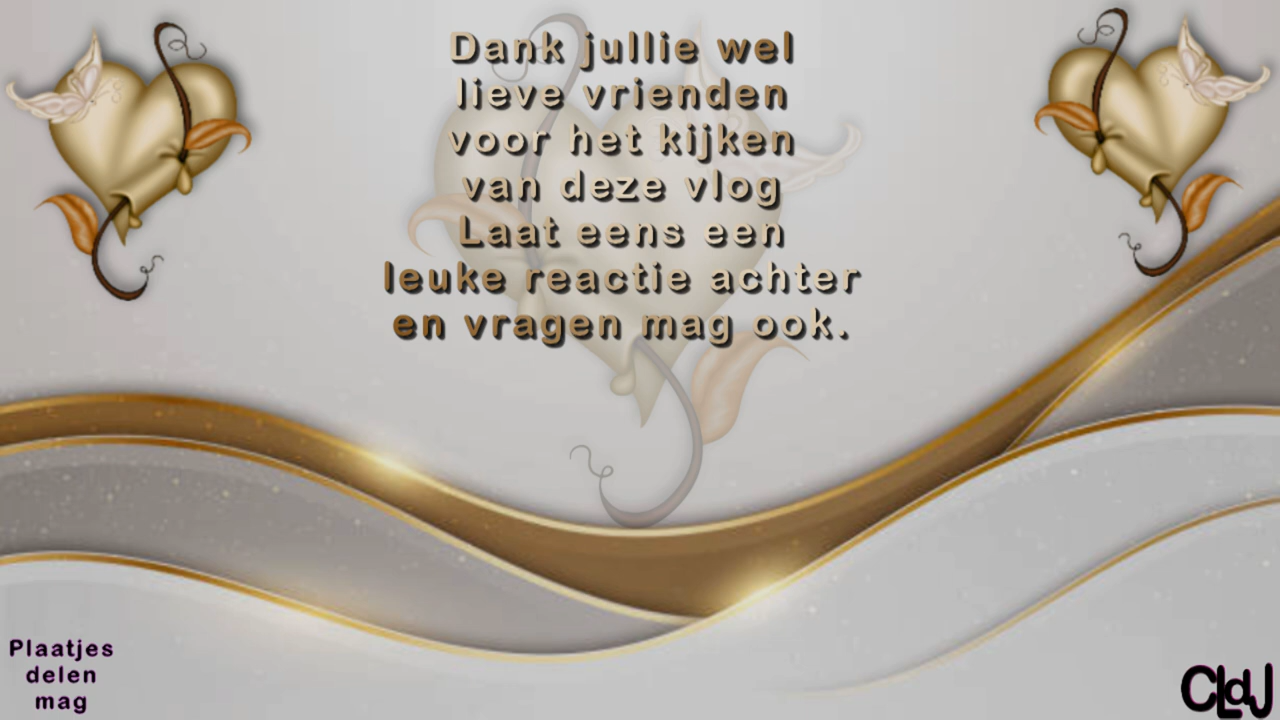 Dank jullie wel
lieve vrienden
voor het kijken
van deze vlog
Laat eens een
leuke reactie achter
en vragen mag ook.
Plaatjes
delen
mag
CLdJ